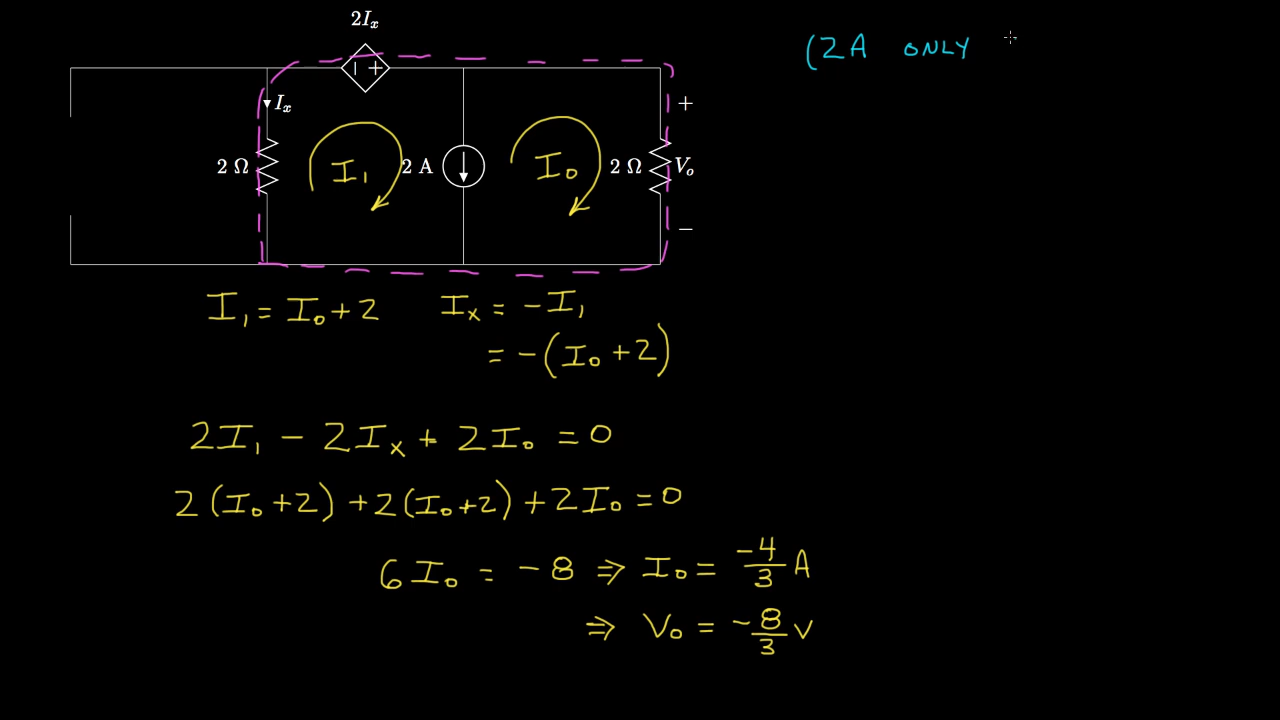 2Iₓ
(2A ONLY
+
Iₓ
− +
2 Ω
I₁
2 A
I₀
2 Ω
Vₒ
−
I₁ = I₀ + 2
Iₓ = −I₁
= −(I₀ + 2)
2I₁ − 2Iₓ + 2I₀ = 0
2(I₀+2) + 2(I₀+2) + 2I₀ = 0
6I₀ = −8 ⇒ I₀ = −4/3 A
⇒ V₀ = −8/3 V